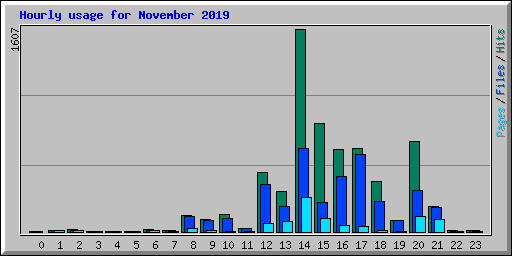 Hourly usage for November 2019
1607
Pages / Files / Hits
0 1 2 3 4 5 6 7 8 9 10 11 12 13 14 15 16 17 18 19 20 21 22 23